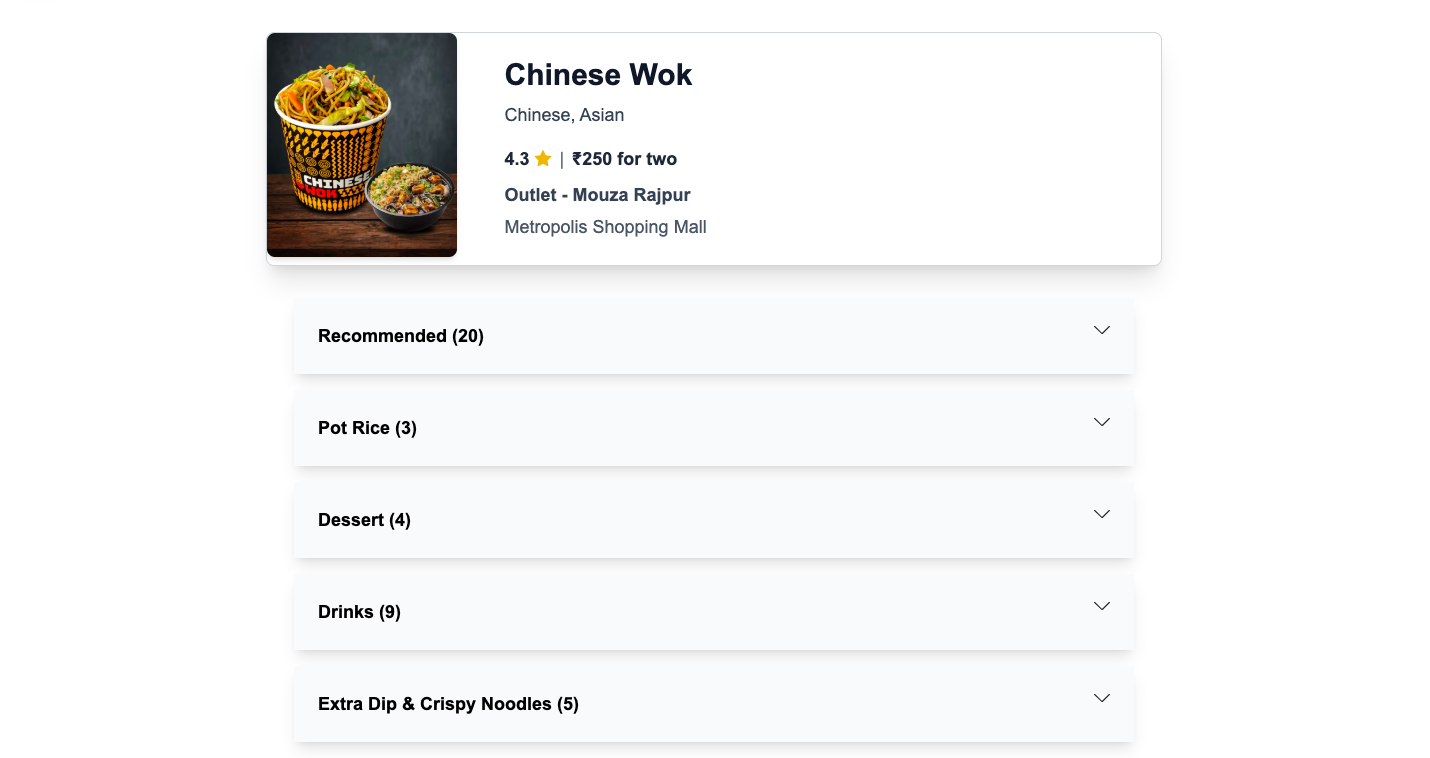 Chinese Wok
Chinese, Asian
4.3 ⭐ | ₹250 for two
Outlet - Mouza Rajpur
Metropolis Shopping Mall
CHINESE
WOK
Recommended (20)
Pot Rice (3)
Dessert (4)
Drinks (9)
Extra Dip & Crispy Noodles (5)